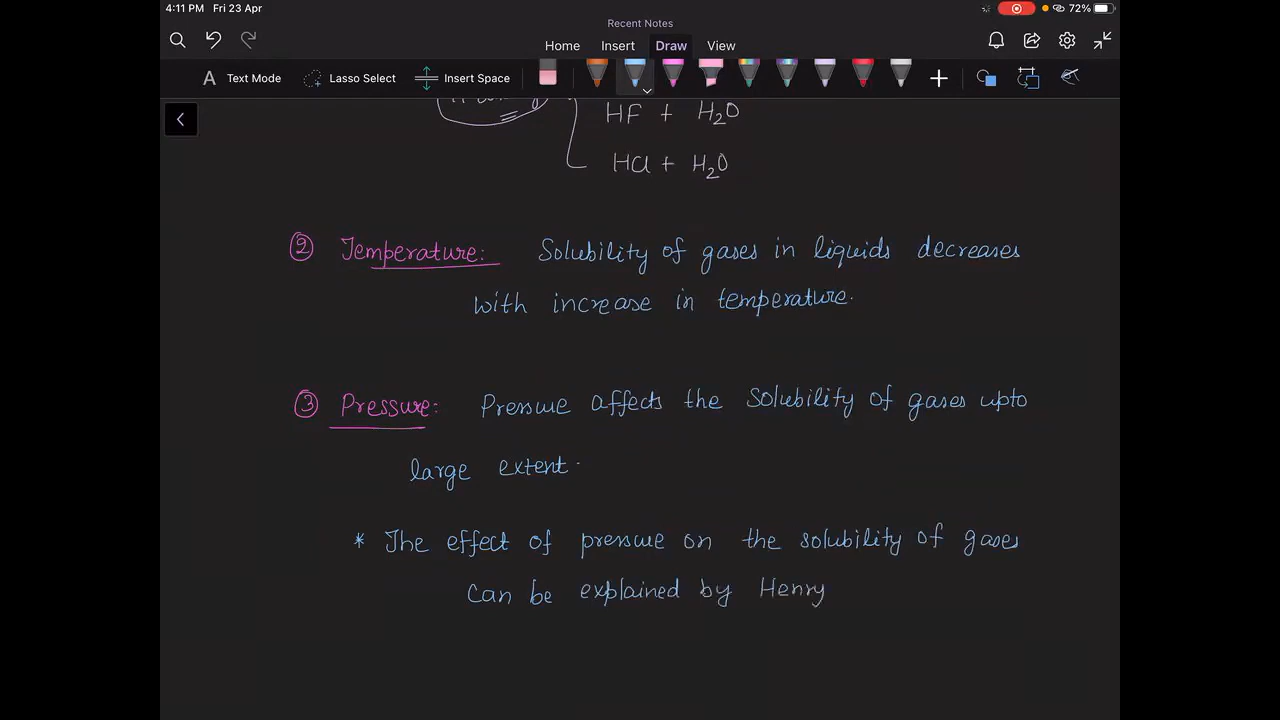 4:11 PM Fri 23 Apr
72%
Recent Notes
Home Insert Draw View
Text Mode Lasso Select Insert Space
HF + H₂O
HCl + H₂O
② Temperature: Solubility of gases in liquids decreases
with increase in temperature.
③ Pressure: Pressure affects the Solubility of gases upto
large extent.
* The effect of pressure on the solubility of gases
can be explained by Henry